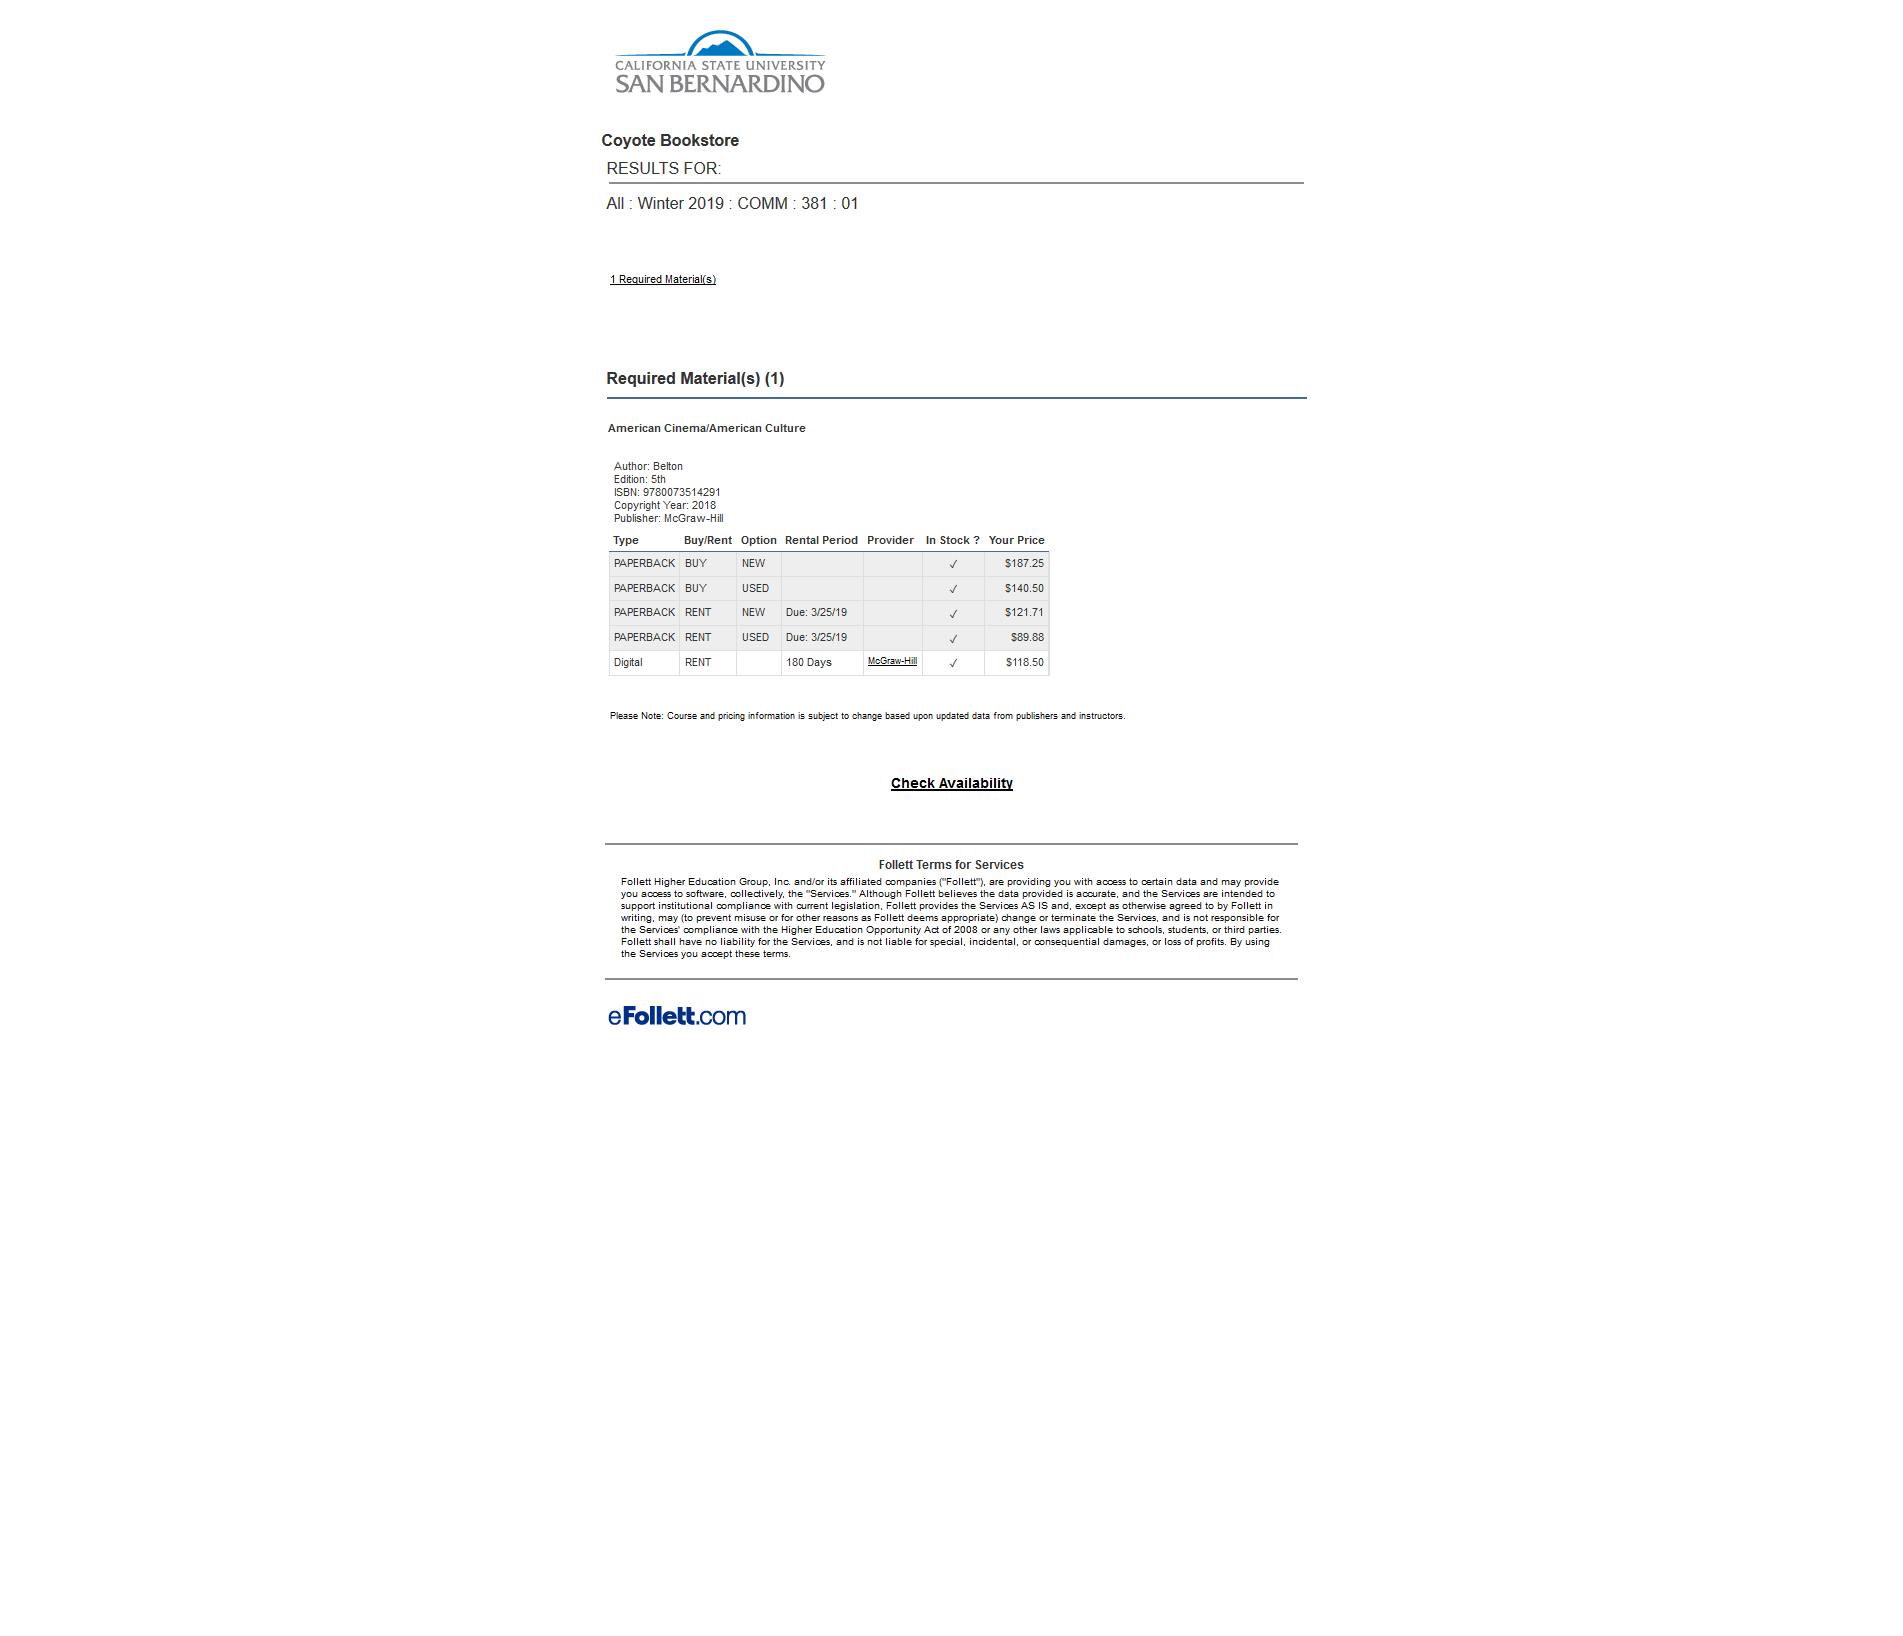 CALIFORNIA STATE UNIVERSITY
SAN BERNARDINO
Coyote Bookstore
RESULTS FOR:
All : Winter 2019 : COMM : 381 : 01
1 Required Material(s)
Required Material(s) (1)
American Cinema/American Culture
Author: Belton
Edition: 5th
ISBN: 9780073514291
Copyright Year: 2018
Publisher: McGraw-Hill
Type Buy/Rent Option Rental Period Provider In Stock ? Your Price
PAPERBACK BUY NEW ✓ $187.25
PAPERBACK BUY USED ✓ $140.50
PAPERBACK RENT NEW Due: 3/25/19 ✓ $121.71
PAPERBACK RENT USED Due: 3/25/19 ✓ $89.88
Digital RENT 180 Days McGraw-Hill ✓ $118.50
Please Note: Course and pricing information is subject to change based upon updated data from publishers and instructors.
Check Availability
Follett Terms for Services
Follett Higher Education Group, Inc. and/or its affiliated companies ("Follett"), are providing you with access to certain data and may provide
you access to software, collectively, the "Services." Although Follett believes the data provided is accurate, and the Services are intended to
support institutional compliance with current legislation, Follett provides the Services AS IS and, except as otherwise agreed to by Follett in
writing, may (to prevent misuse or for other reasons as Follett deems appropriate) change or terminate the Services, and is not responsible for
the Services' compliance with the Higher Education Opportunity Act of 2008 or any other laws applicable to schools, students, or third parties.
Follett shall have no liability for the Services, and is not liable for special, incidental, or consequential damages, or loss of profits. By using
the Services you accept these terms.
eFollett.com